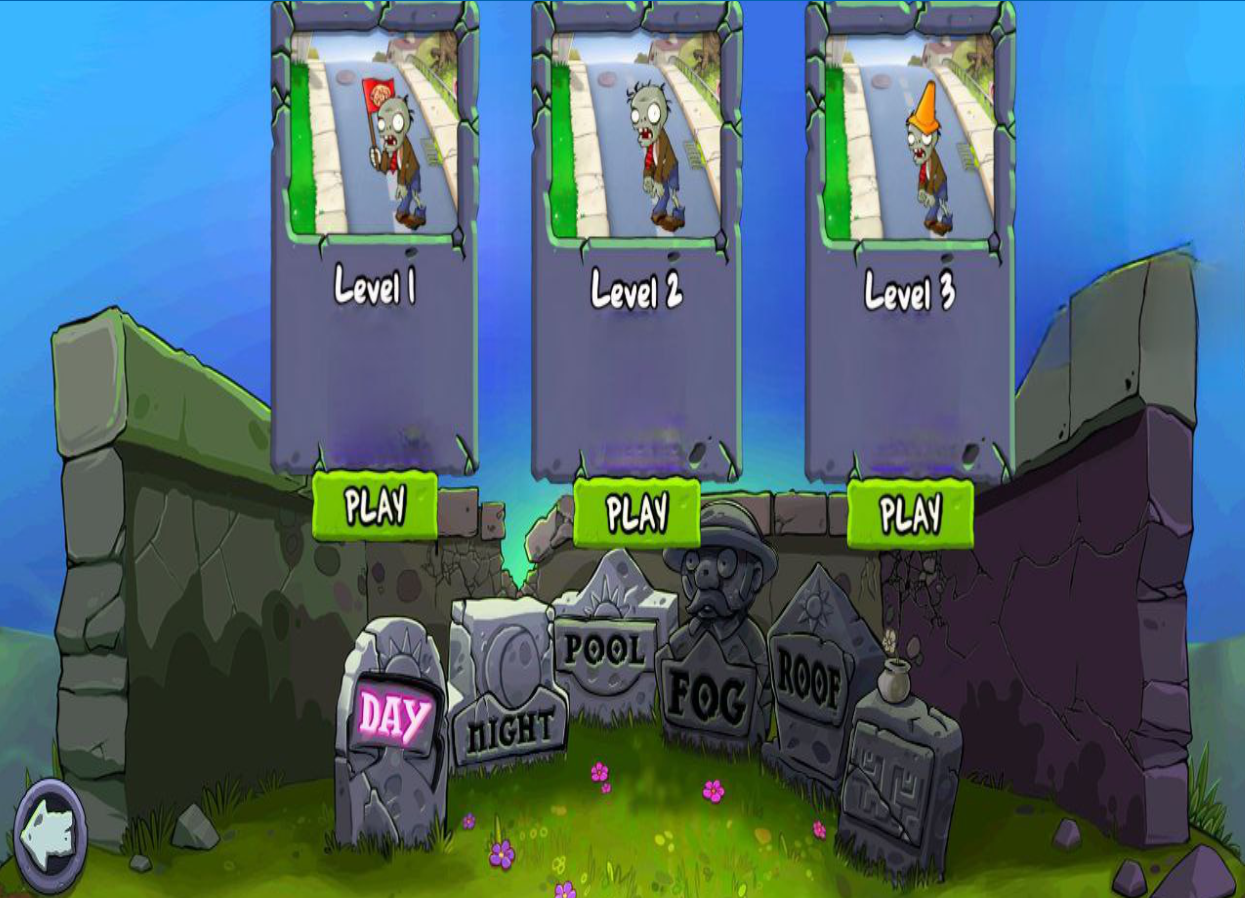 Level 1
Level 2
Level 3
PLAY
PLAY
PLAY
DAY
NIGHT
POOL
FOG
ROOF